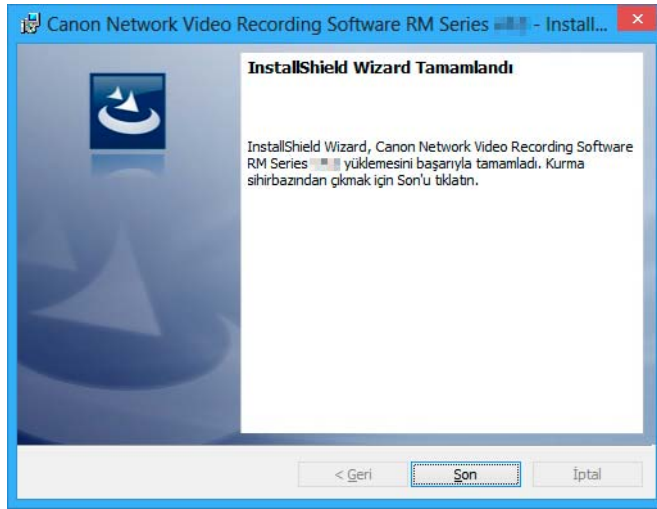 Canon Network Video Recording Software RM Series - Install...
InstallShield Wizard Tamamlandı
InstallShield Wizard, Canon Network Video Recording Software
RM Series yüklemesini başarıyla tamamladı. Kurma
sihirbazından çıkmak için Son'u tıklatın.
< Geri
Son
İptal